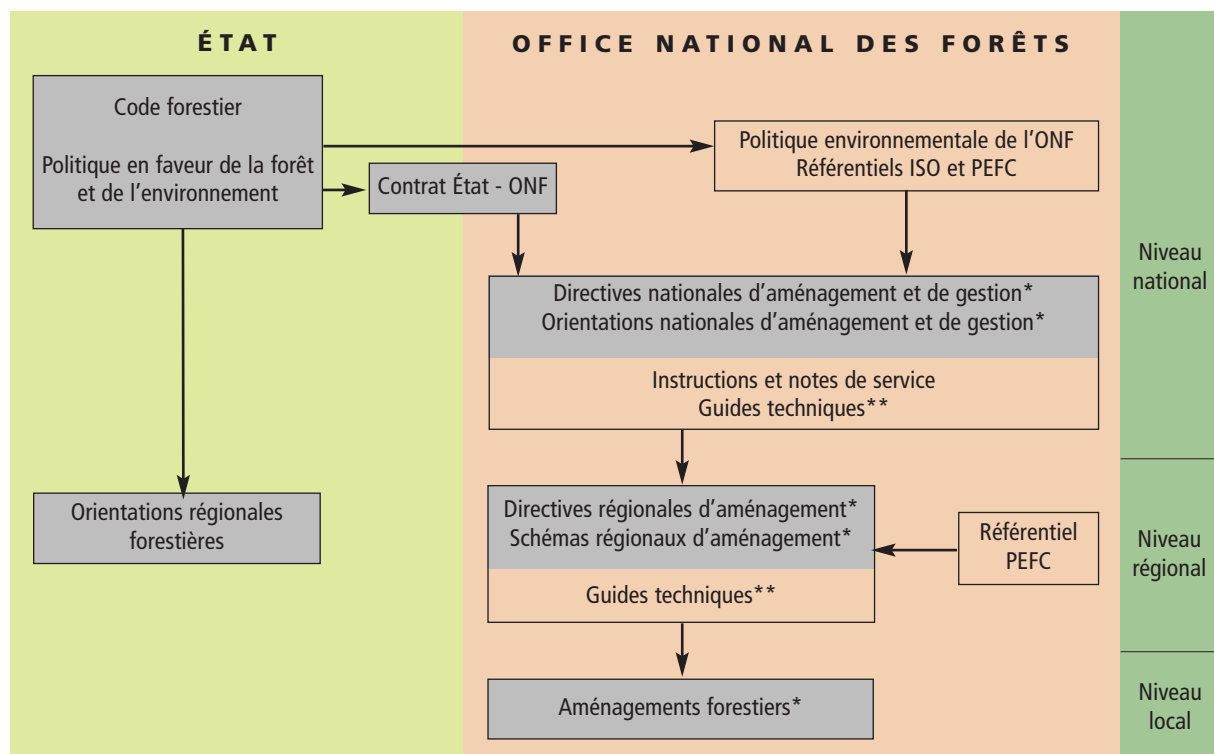 ÉTAT
OFFICE NATIONAL DES FORÊTS
Code forestier
Politique en faveur de la forêt
et de l'environnement
Contrat État - ONF
Politique environnementale de l'ONF
Référentiels ISO et PEFC
Directives nationales d'aménagement et de gestion*
Orientations nationales d'aménagement et de gestion*
Instructions et notes de service
Guides techniques**
Niveau
national
Orientations régionales
forestières
Directives régionales d'aménagement*
Schémas régionaux d'aménagement*
Guides techniques**
Référentiel
PEFC
Niveau
régional
Aménagements forestiers*
Niveau
local